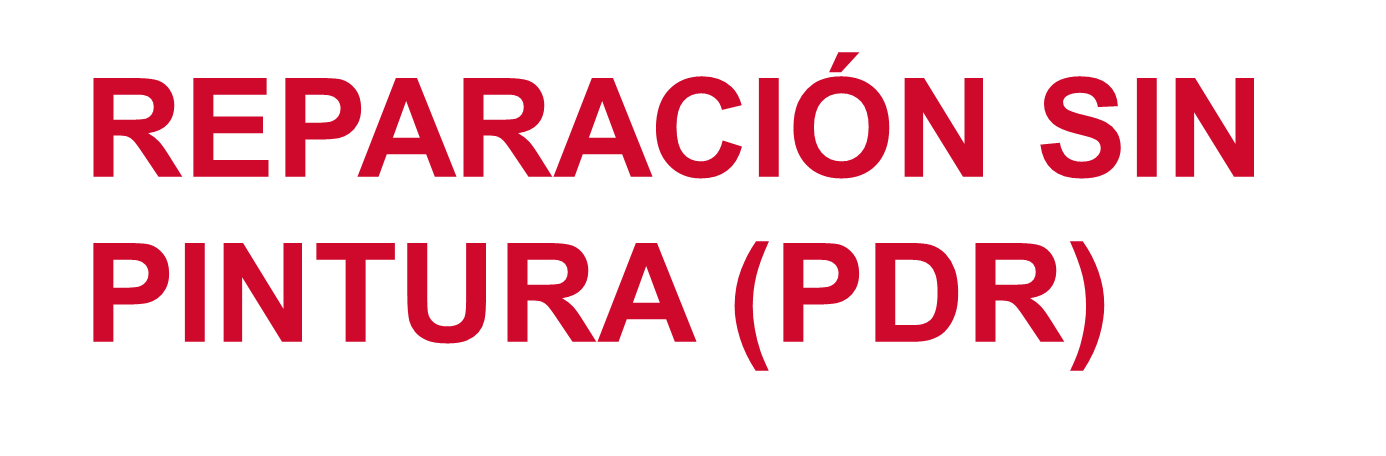 REPARACIÓN SIN
PINTURA (PDR)